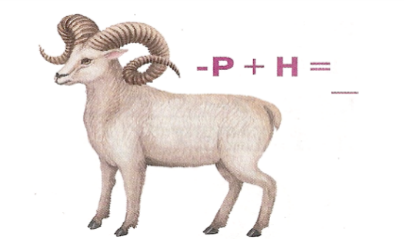 -P + H = __